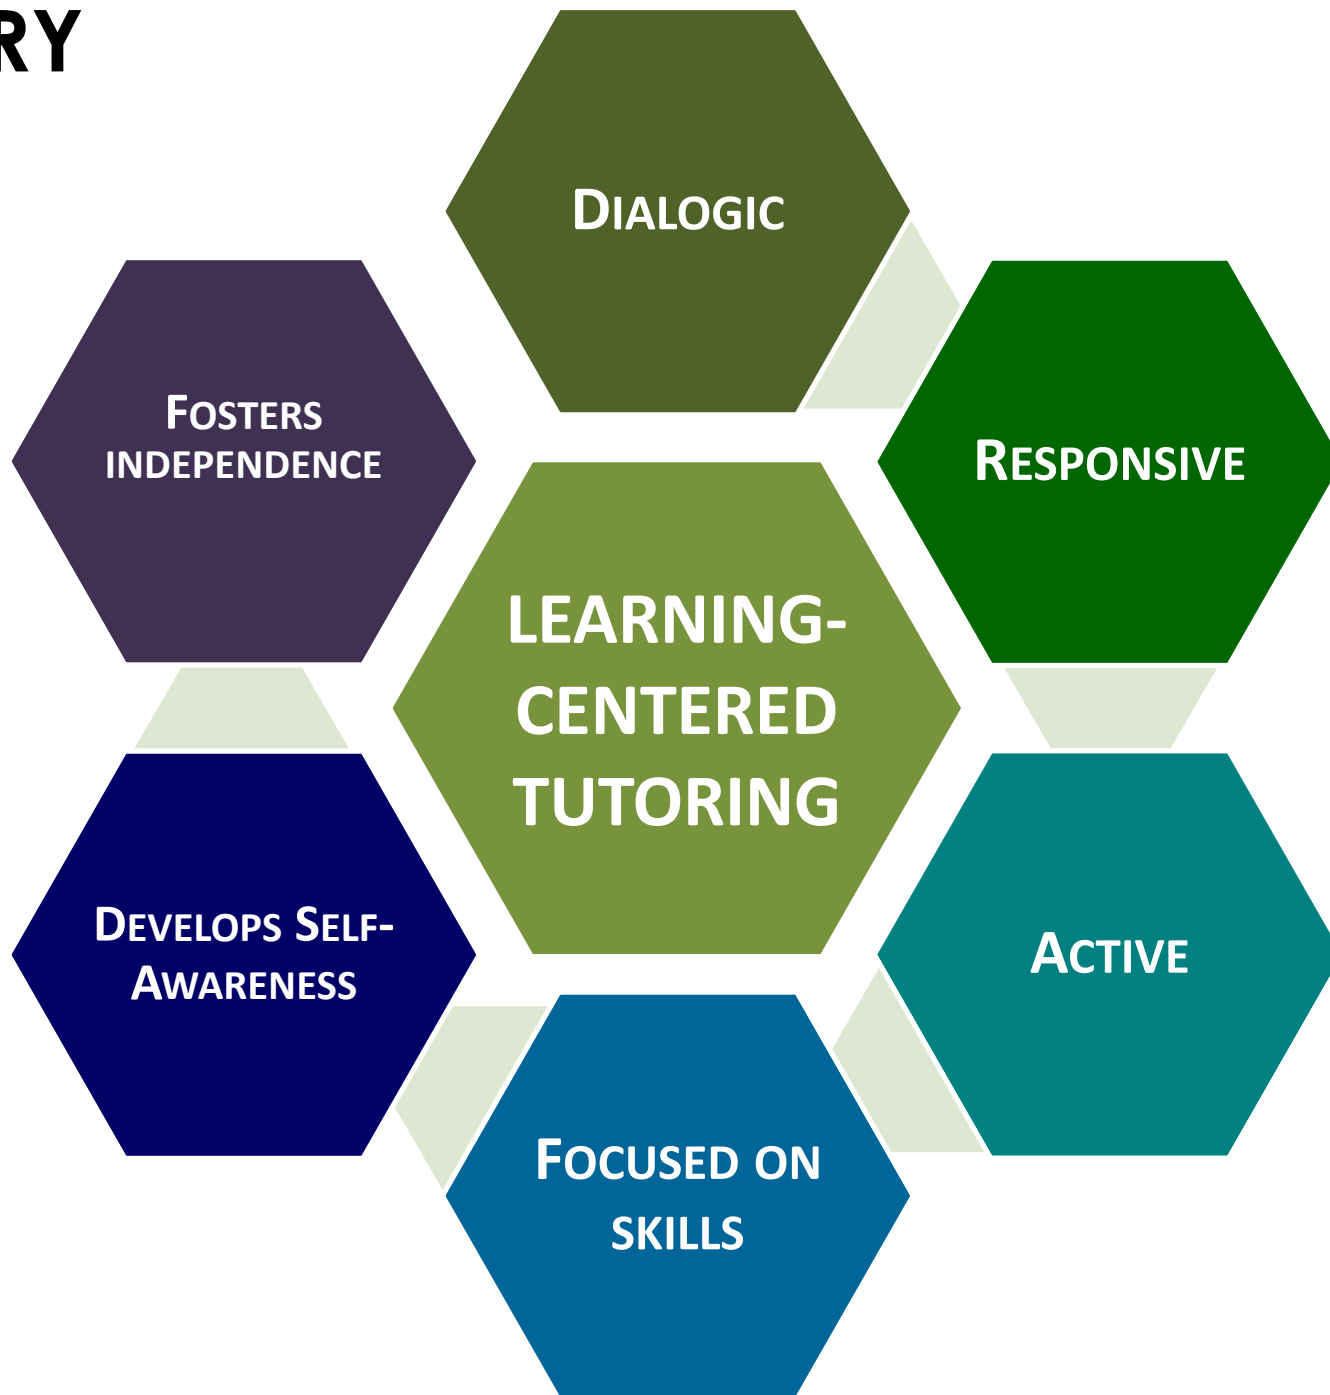 RY
DIALOGIC
FOSTERS
INDEPENDENCE
RESPONSIVE
LEARNING-
CENTERED
TUTORING
DEVELOPS SELF-
AWARENESS
ACTIVE
FOCUSED ON
SKILLS